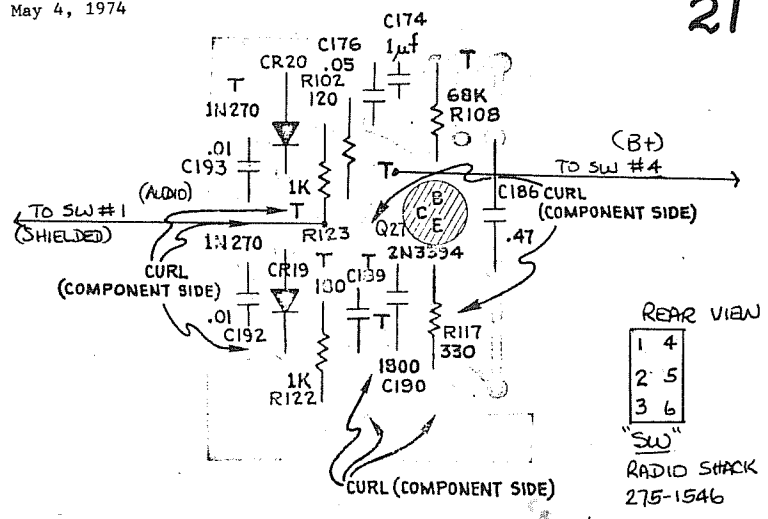 May 4, 1974
21
C174
1µf
C176
.05
CR20
R102
120
T
T
1N270
68K
R108
.01
C193
(B+)
TO SW #4
T
1K
(AUDIO)
C186
CURL
(COMPONENT SIDE)
TO SW #1
(SHIELDED)
T
B
C
E
1N270
R123
Q27
2N3394
.47
CURL
(COMPONENT SIDE)
CR19
T
180
C189
T
REAR VIEW
.01
C192
T
R117
330
1 4
2 5
3 6
1K
R122
1800
C190
"SW"
RADIO SHACK
275-1546
CURL (COMPONENT SIDE)